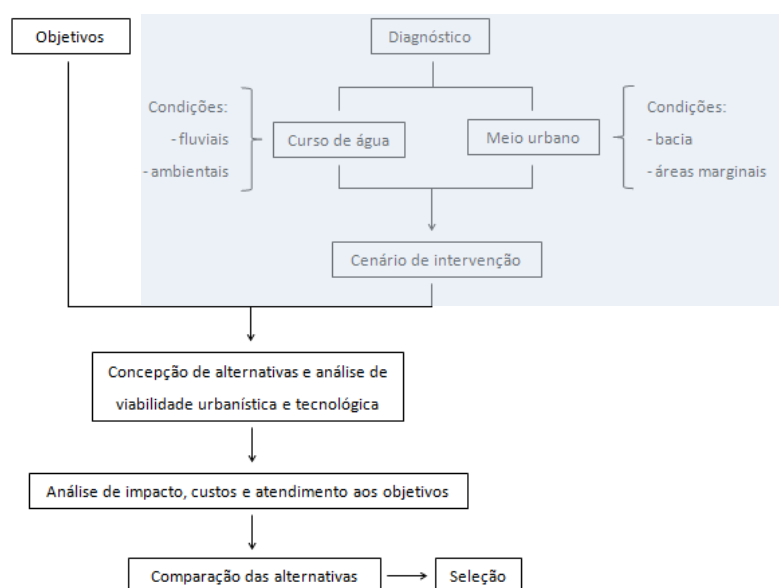 Objetivos
Diagnóstico
Condições:
- fluviais
- ambientais
Curso de água
Meio urbano
Condições:
- bacia
- áreas marginais
Cenário de intervenção
Concepção de alternativas e análise de
viabilidade urbanística e tecnológica
Análise de impacto, custos e atendimento aos objetivos
Comparação das alternativas
Seleção